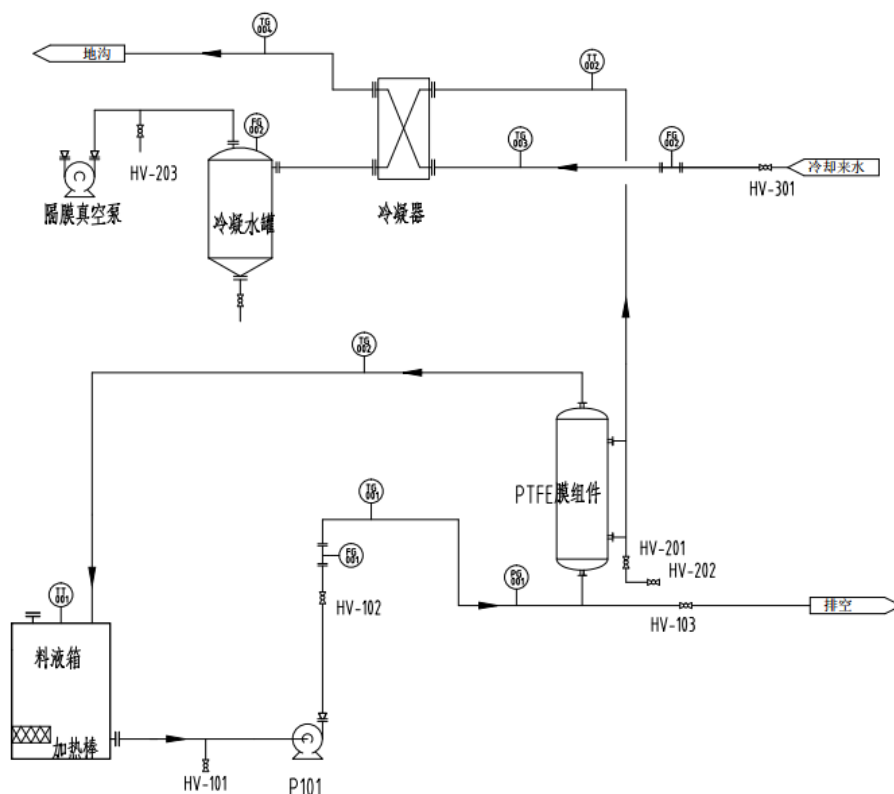 TG
004
地沟
TT
002
FG
002
TG
003
FG
002
HV-203
冷却来水
HV-301
隔膜真空泵
冷凝水罐
冷凝器
TG
002
PTFE膜组件
TG
001
HV-201
FG
001
HV-202
PG
001
TT
001
HV-102
排空
HV-103
料液箱
加热棒
HV-101
P101